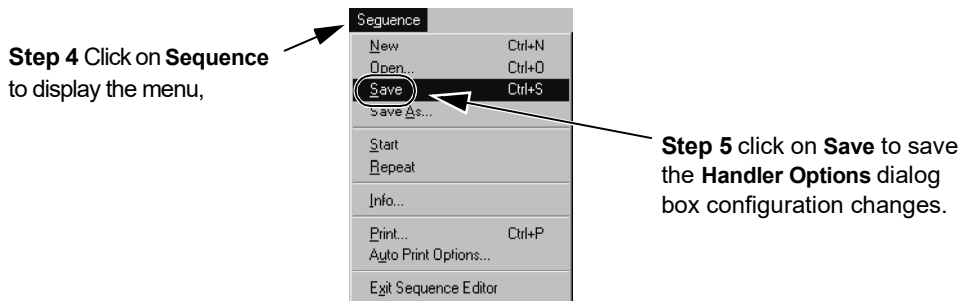 Step 4 Click on Sequence
to display the menu,
Sequence
New Ctrl+N
Open... Ctrl+O
Save Ctrl+S
Save As...
Start
Repeat
Info...
Print... Ctrl+P
Auto Print Options...
Exit Sequence Editor
Step 5 click on Save to save
the Handler Options dialog
box configuration changes.